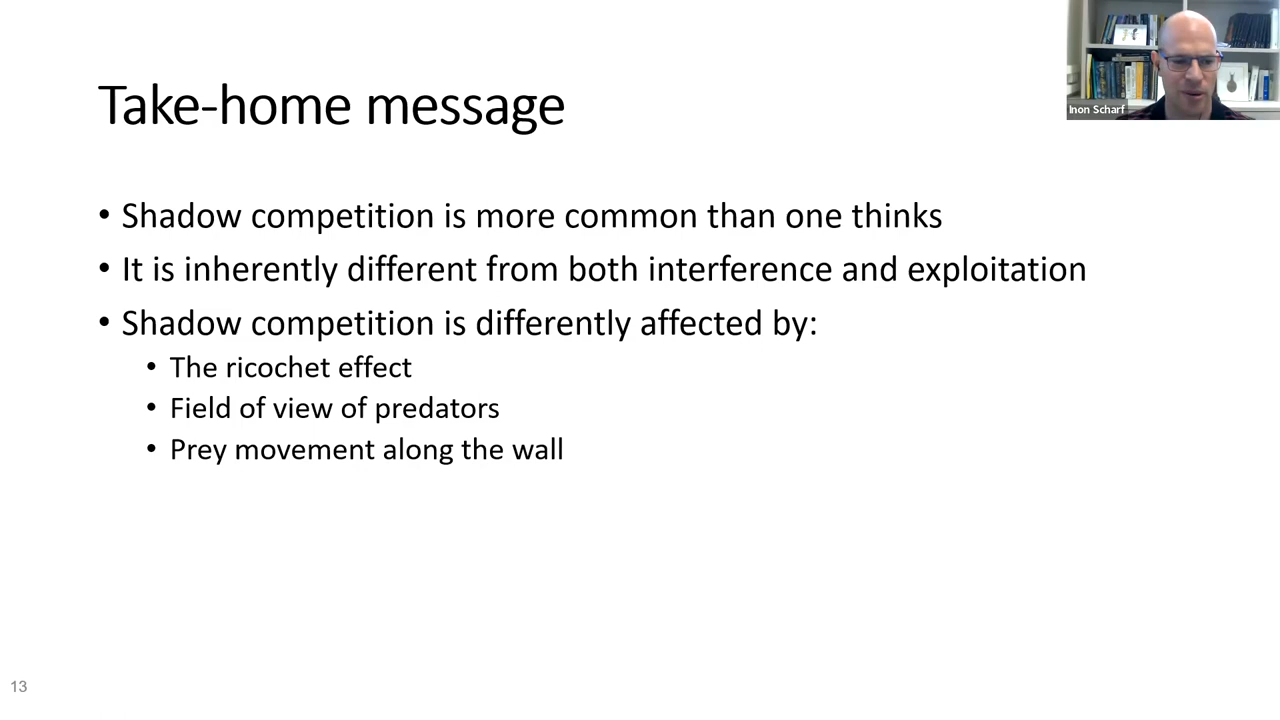 Take-home message
Inon Scharf
• Shadow competition is more common than one thinks
• It is inherently different from both interference and exploitation
• Shadow competition is differently affected by:
• The ricochet effect
• Field of view of predators
• Prey movement along the wall
13